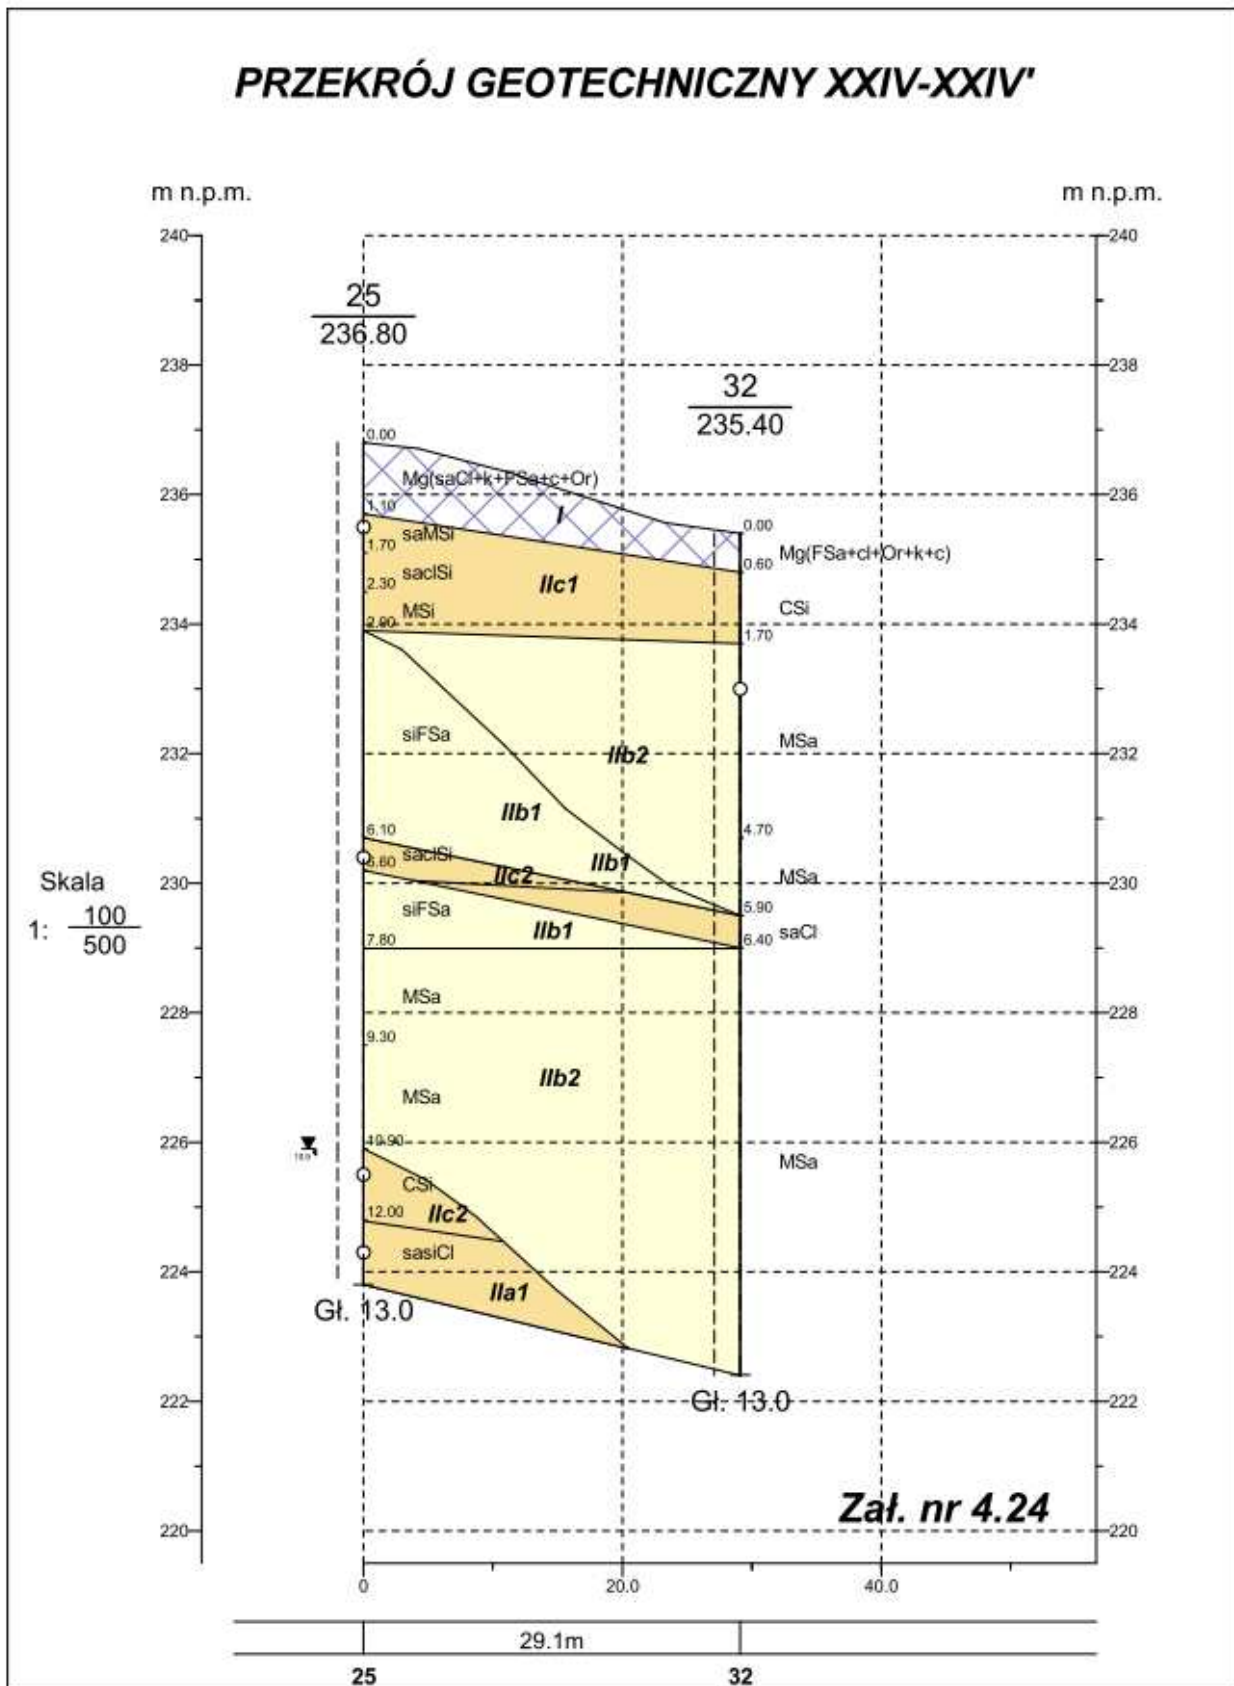 PRZEKRÓJ GEOTECHNICZNY XXIV-XXIV'
m n.p.m.
m n.p.m.
240
240
25
236.80
238
238
32
235.40
0.00
Mg(saCl+k+FSa+c+Or)
236
236
1.10
I
0.00
saMSi
1.70
Mg(FSa+cl+Or+k+c)
0.60
saclSi
2.30
IIc1
MSi
CSi
2.90
234
1.70
234
siFSa
MSa
232
IIb2
232
IIb1
6.10
4.70
saclSi
IIb1
6.60
IIc2
MSa
Skala
230
230
1:
100
500
siFSa
5.90
IIb1
saCl
7.80
6.40
MSa
228
228
9.30
MSa
IIb2
226
10.90
226
MSa
CSi
12.00
IIc2
sasiCl
224
224
IIa1
Gł. 13.0
222
Gł. 13.0
222
Zał. nr 4.24
220
220
0
20.0
40.0
29.1m
25
32